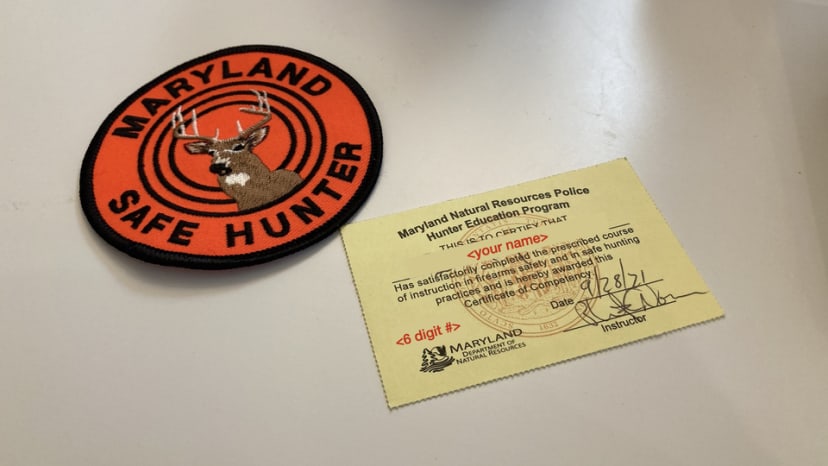 MARYLAND
SAFE HUNTER
Maryland Natural Resources Police
Hunter Education Program
THIS IS TO CERTIFY THAT
<your name>
Has satisfactorily completed the prescribed course
of instruction in firearms safety and in safe hunting
practices and is hereby awarded this
Certificate of Competency
Date 9/28/21
Instructor
<6 digit #>
1632
MARYLAND
DEPARTMENT OF
NATURAL RESOURCES